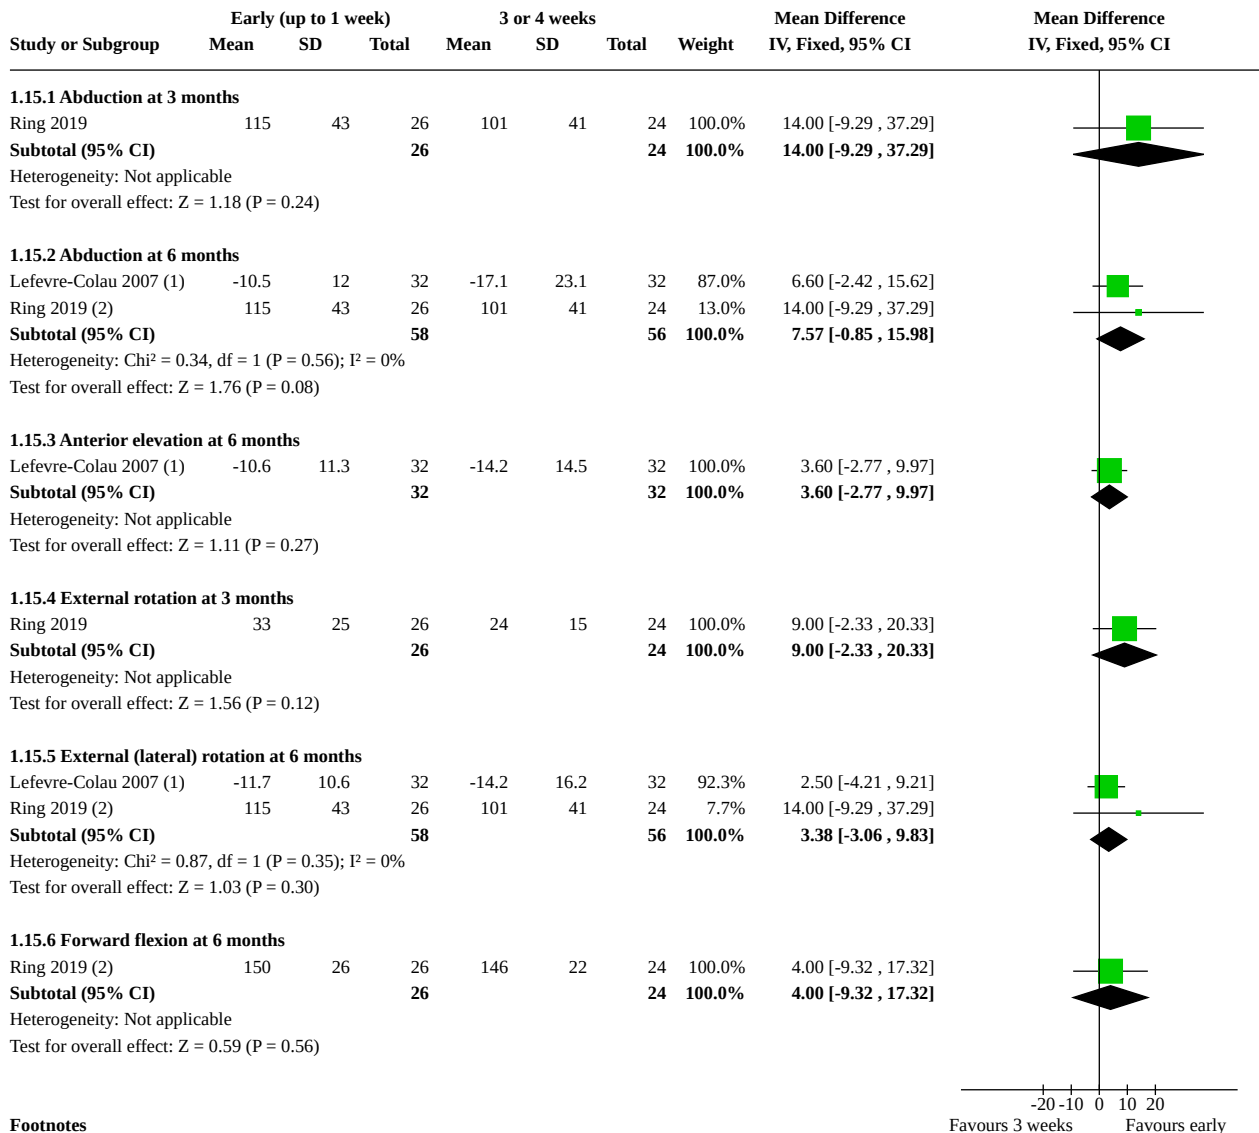 Early (up to 1 week) 3 or 4 weeks Mean Difference Mean Difference
Study or Subgroup Mean SD Total Mean SD Total Weight IV, Fixed, 95% CI IV, Fixed, 95% CI
1.15.1 Abduction at 3 months
Ring 2019 115 43 26 101 41 24 100.0% 14.00 [-9.29 , 37.29]
Subtotal (95% CI) 26 24 100.0% 14.00 [-9.29 , 37.29]
Heterogeneity: Not applicable
Test for overall effect: Z = 1.18 (P = 0.24)
1.15.2 Abduction at 6 months
Lefevre-Colau 2007 (1) -10.5 12 32 -17.1 23.1 32 87.0% 6.60 [-2.42 , 15.62]
Ring 2019 (2) 115 43 26 101 41 24 13.0% 14.00 [-9.29 , 37.29]
Subtotal (95% CI) 58 56 100.0% 7.57 [-0.85 , 15.98]
Heterogeneity: Chi² = 0.34, df = 1 (P = 0.56); I² = 0%
Test for overall effect: Z = 1.76 (P = 0.08)
1.15.3 Anterior elevation at 6 months
Lefevre-Colau 2007 (1) -10.6 11.3 32 -14.2 14.5 32 100.0% 3.60 [-2.77 , 9.97]
Subtotal (95% CI) 32 32 100.0% 3.60 [-2.77 , 9.97]
Heterogeneity: Not applicable
Test for overall effect: Z = 1.11 (P = 0.27)
1.15.4 External rotation at 3 months
Ring 2019 33 25 26 24 15 24 100.0% 9.00 [-2.33 , 20.33]
Subtotal (95% CI) 26 24 100.0% 9.00 [-2.33 , 20.33]
Heterogeneity: Not applicable
Test for overall effect: Z = 1.56 (P = 0.12)
1.15.5 External (lateral) rotation at 6 months
Lefevre-Colau 2007 (1) -11.7 10.6 32 -14.2 16.2 32 92.3% 2.50 [-4.21 , 9.21]
Ring 2019 (2) 115 43 26 101 41 24 7.7% 14.00 [-9.29 , 37.29]
Subtotal (95% CI) 58 56 100.0% 3.38 [-3.06 , 9.83]
Heterogeneity: Chi² = 0.87, df = 1 (P = 0.35); I² = 0%
Test for overall effect: Z = 1.03 (P = 0.30)
1.15.6 Forward flexion at 6 months
Ring 2019 (2) 150 26 26 146 22 24 100.0% 4.00 [-9.32 , 17.32]
Subtotal (95% CI) 26 24 100.0% 4.00 [-9.32 , 17.32]
Heterogeneity: Not applicable
Test for overall effect: Z = 0.59 (P = 0.56)
-20 -10 0 10 20
Footnotes Favours 3 weeks Favours early